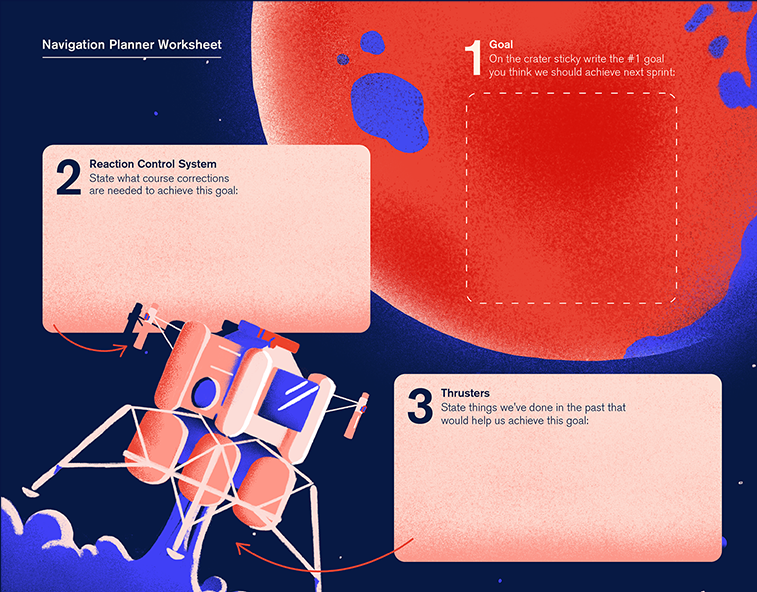 Navigation Planner Worksheet
1
Goal
On the crater sticky write the #1 goal
you think we should achieve next sprint:
2
Reaction Control System
State what course corrections
are needed to achieve this goal:
3
Thrusters
State things we've done in the past that
would help us achieve this goal: